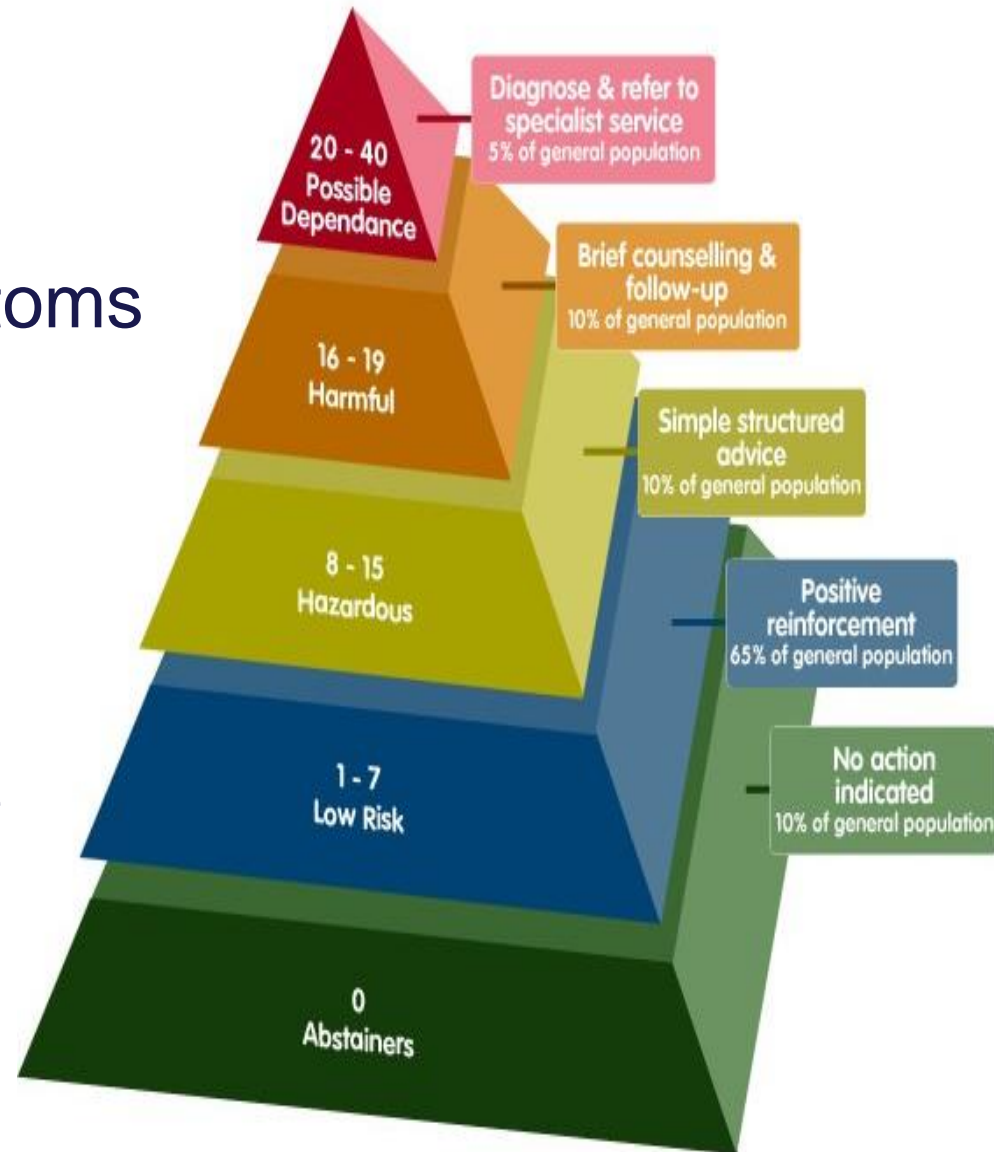 Diagnose & refer to
specialist service
5% of general population
20 - 40
Possible
Dependance
Brief counselling &
follow-up
10% of general population
toms
16 - 19
Harmful
Simple structured
advice
10% of general population
8 - 15
Hazardous
Positive
reinforcement
65% of general population
1 - 7
Low Risk
No action
indicated
10% of general population
0
Abstainers